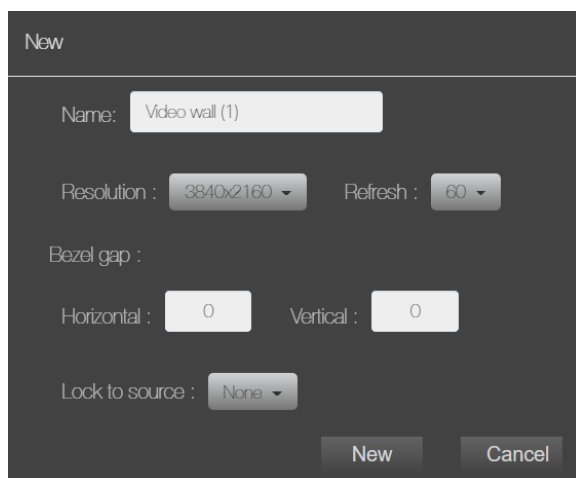 New
Name: Video wall (1)
Resolution : 3840x2160 Refresh : 60
Bezel gap :
Horizontal : 0 Vertical : 0
Lock to source : None
New Cancel